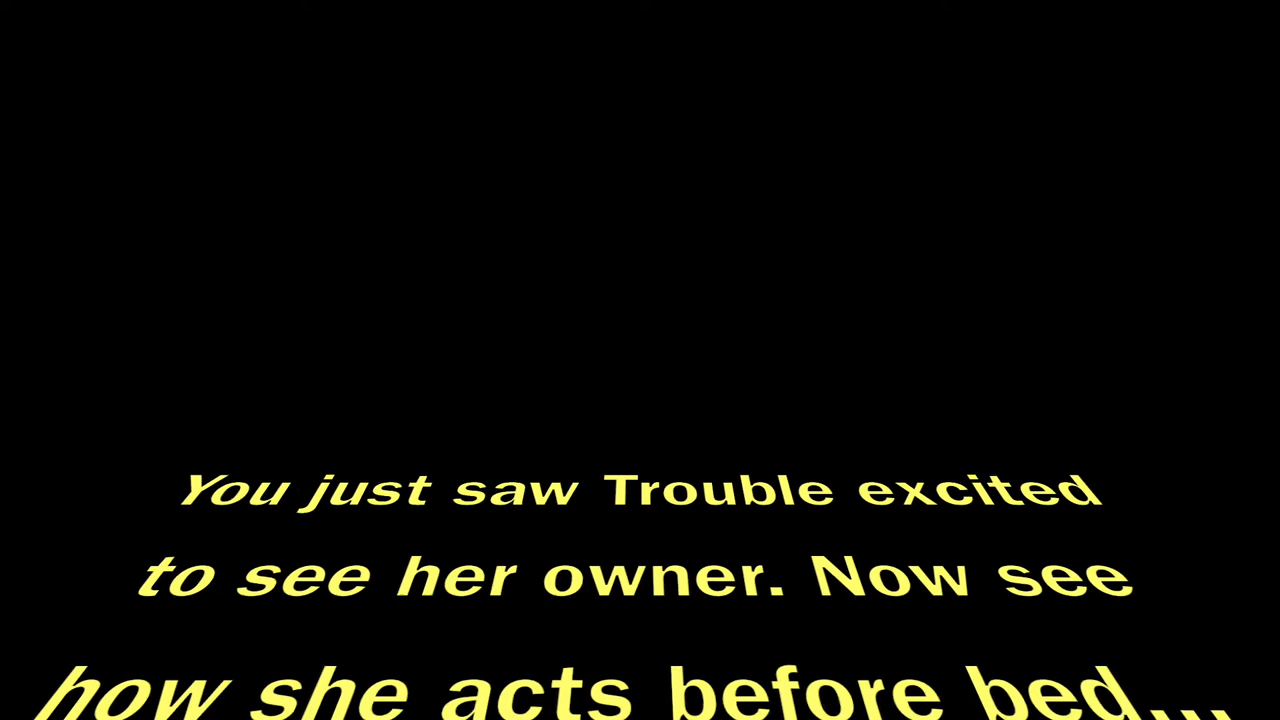 You just saw Trouble excited
to see her owner. Now see
how she acts before bed...